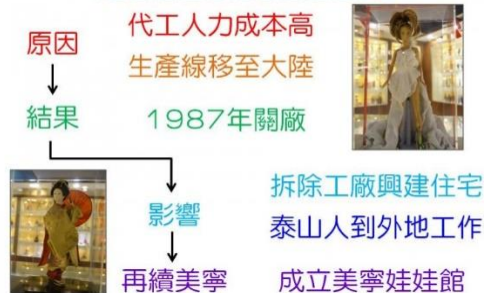 原因
代工人力成本高
生產線移至大陸
結果
1987年關廠
影響
拆除工廠興建住宅
泰山人到外地工作
再續美寧
成立美寧娃娃館